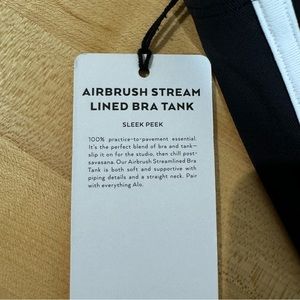 AIRBRUSH STREAM
LINED BRA TANK
SLEEK PEEK
100% practice-to-pavement essential.
It's the perfect blend of bra and tank—
slip it on for the studio, then chill post-
savasana. Our Airbrush Streamlined Bra
Tank is both soft and supportive with
piping details and a straight neck. Pair
with everything Alo.